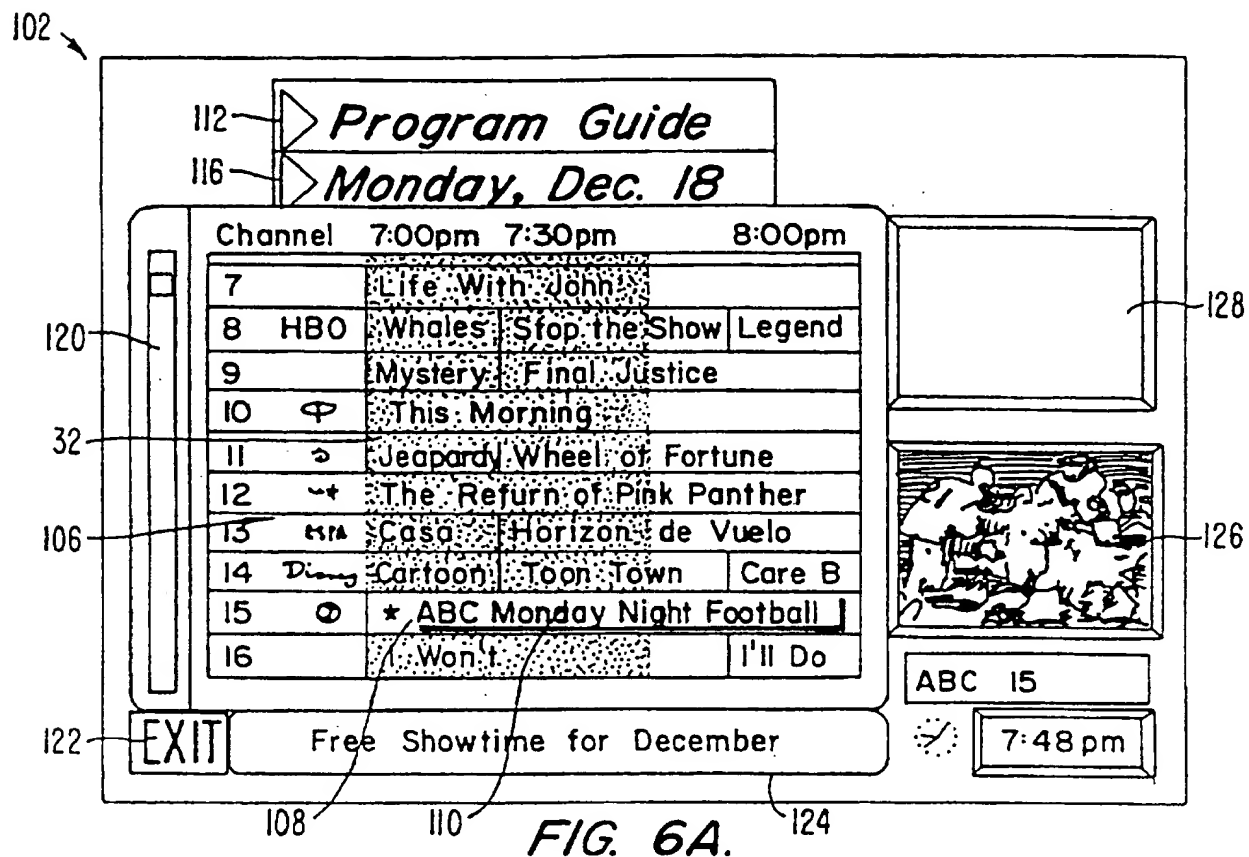 102
112 Program Guide
116 Monday, Dec. 18
Channel 7:00pm 7:30pm 8:00pm
7 Life With John
8 HBO Whales Stop the Show Legend
9 Mystery Final Justice
10 This Morning
11 Jeapardy Wheel of Fortune
12 The Return of Pink Panther
13 Casa Horizon de Vuelo
14 Disney Cartoon Toon Town Care B
15 * ABC Monday Night Football
16 I Won't I'll Do
120
32
106
128
126
ABC 15
122 EXIT Free Showtime for December 7:48pm
108 110 124
FIG. 6A.